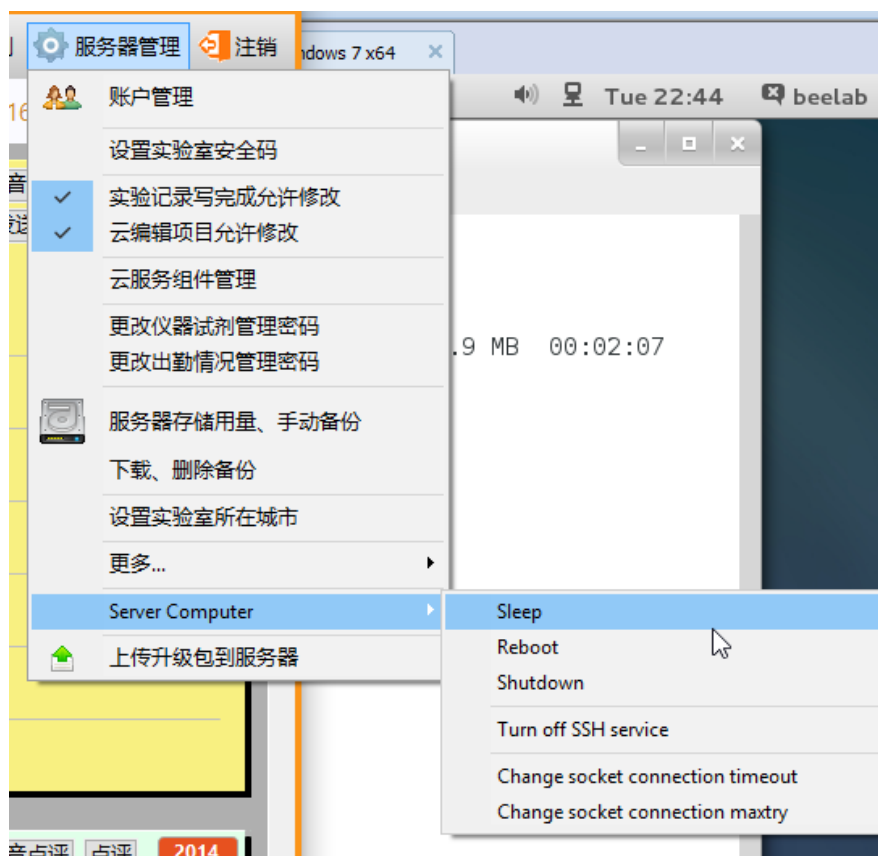 服务器管理 注销 ndows 7 x64
Tue 22:44 beelab
账户管理
设置实验室安全码
实验记录写完成允许修改
云编辑项目允许修改
云服务组件管理
更改仪器试剂管理密码
.9 MB 00:02:07
更改出勤情况管理密码
服务器存储用量、手动备份
下载、删除备份
设置实验室所在城市
更多...
Server Computer
上传升级包到服务器
Sleep
Reboot
Shutdown
Turn off SSH service
Change socket connection timeout
Change socket connection maxtry
音点评 点评 2014